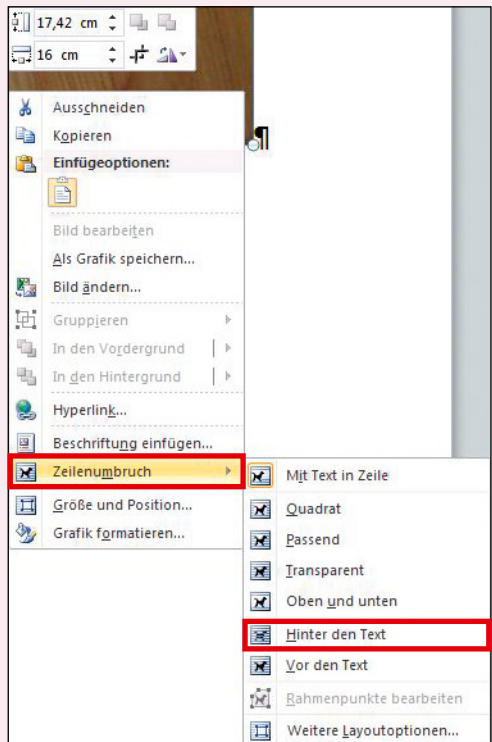 17,42 cm
16 cm
¶
Ausschneiden
Kopieren
Einfügeoptionen:
Bild bearbeiten
Als Grafik speichern...
Bild ändern...
Gruppieren
In den Vordergrund
In den Hintergrund
Hyperlink...
Beschriftung einfügen...
Zeilenumbruch
Größe und Position...
Grafik formatieren...
Mit Text in Zeile
Quadrat
Passend
Transparent
Oben und unten
Hinter den Text
Vor den Text
Rahmenpunkte bearbeiten
Weitere Layoutoptionen...